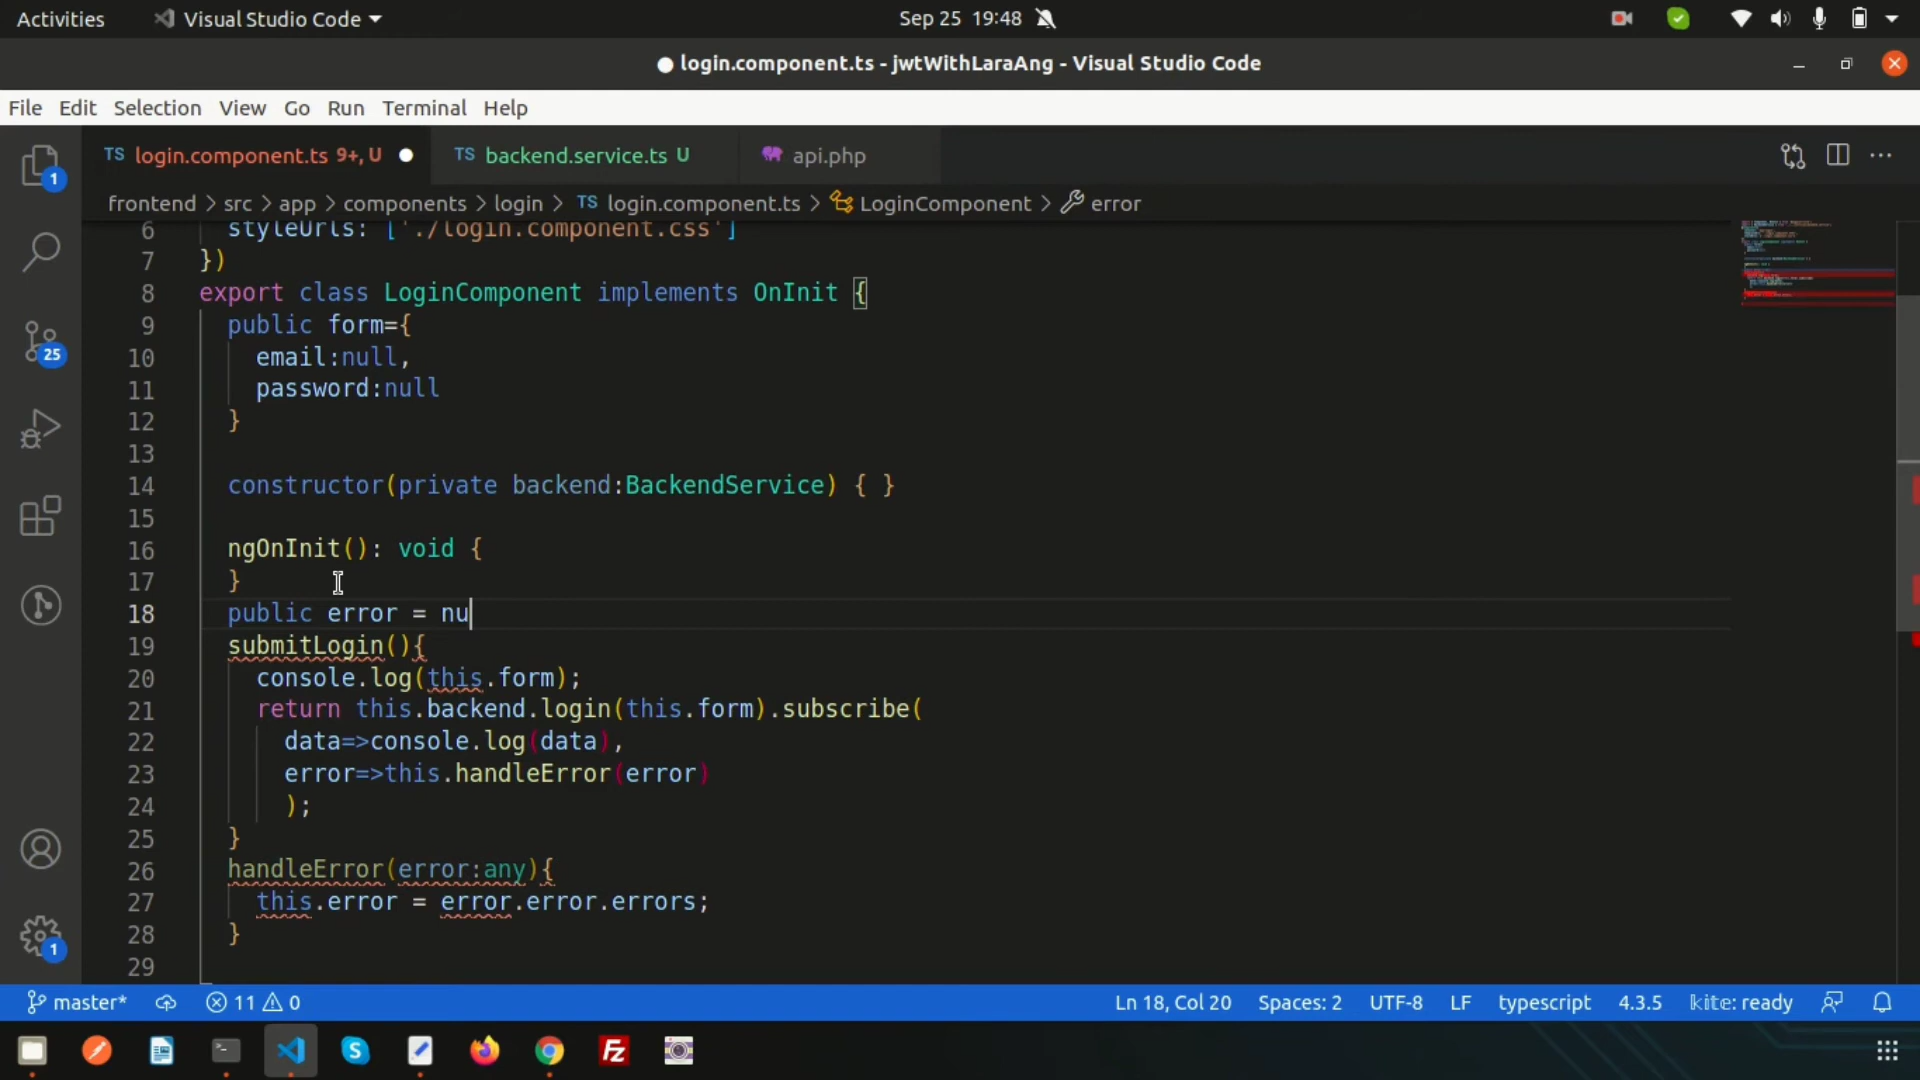 Activities Visual Studio Code Sep 25 19:48
login.component.ts - jwtWithLaraAng - Visual Studio Code
File Edit Selection View Go Run Terminal Help
TS login.component.ts 9+, U TS backend.service.ts U api.php
frontend > src > app > components > login > TS login.component.ts > LoginComponent > error
6 styleUrls: ['./login.component.css']
7 })
8 export class LoginComponent implements OnInit {
9 public form={
10 email:null,
11 password:null
12 }
13
14 constructor(private backend:BackendService) { }
15
16 ngOnInit(): void {
17 }
18 public error = nu
19 submitLogin(){
20 console.log(this.form);
21 return this.backend.login(this.form).subscribe(
22 data=>console.log(data),
23 error=>this.handleError(error)
24 );
25 }
26 handleError(error:any){
27 this.error = error.error.errors;
28 }
29
1
25
1
master* 11 0 Ln 18, Col 20 Spaces: 2 UTF-8 LF typescript 4.3.5 kite: ready